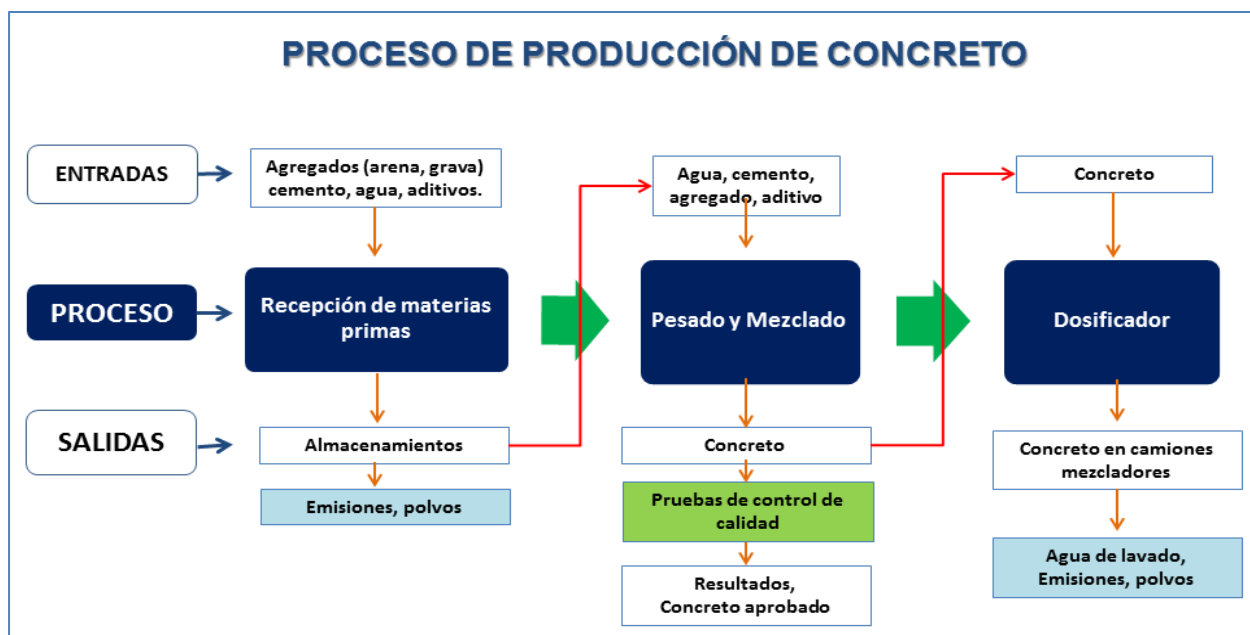 PROCESO DE PRODUCCIÓN DE CONCRETO
ENTRADAS
Agregados (arena, grava)
cemento, agua, aditivos.
Agua, cemento,
agregado, aditivo
Concreto
PROCESO
Recepción de materias
primas
Pesado y Mezclado
Dosificador
SALIDAS
Almacenamientos
Concreto
Concreto en camiones
mezcladores
Emisiones, polvos
Pruebas de control de
calidad
Agua de lavado,
Emisiones, polvos
Resultados,
Concreto aprobado